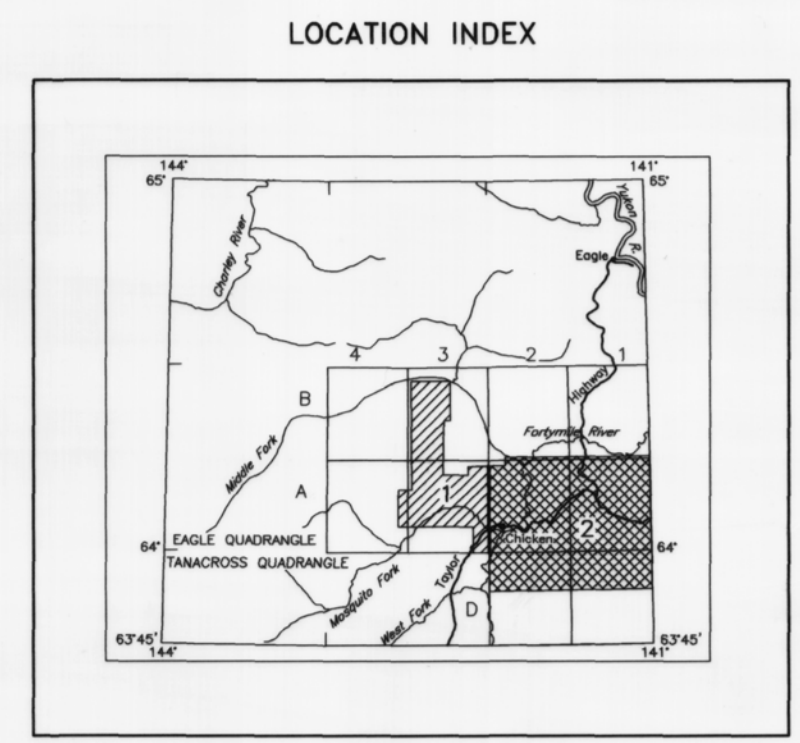 LOCATION INDEX
144° 141°
65' 65'
Yukon R.
Charley River
Eagle
4 3 2 1
Highway
B
Fortymile River
Middle Fork
A
1
2
EAGLE QUADRANGLE
Chicken
64° 64°
TANACROSS QUADRANGLE
Taylor
Mosquito Fork
West Fork
D
63°45' 63°45'
144° 141°